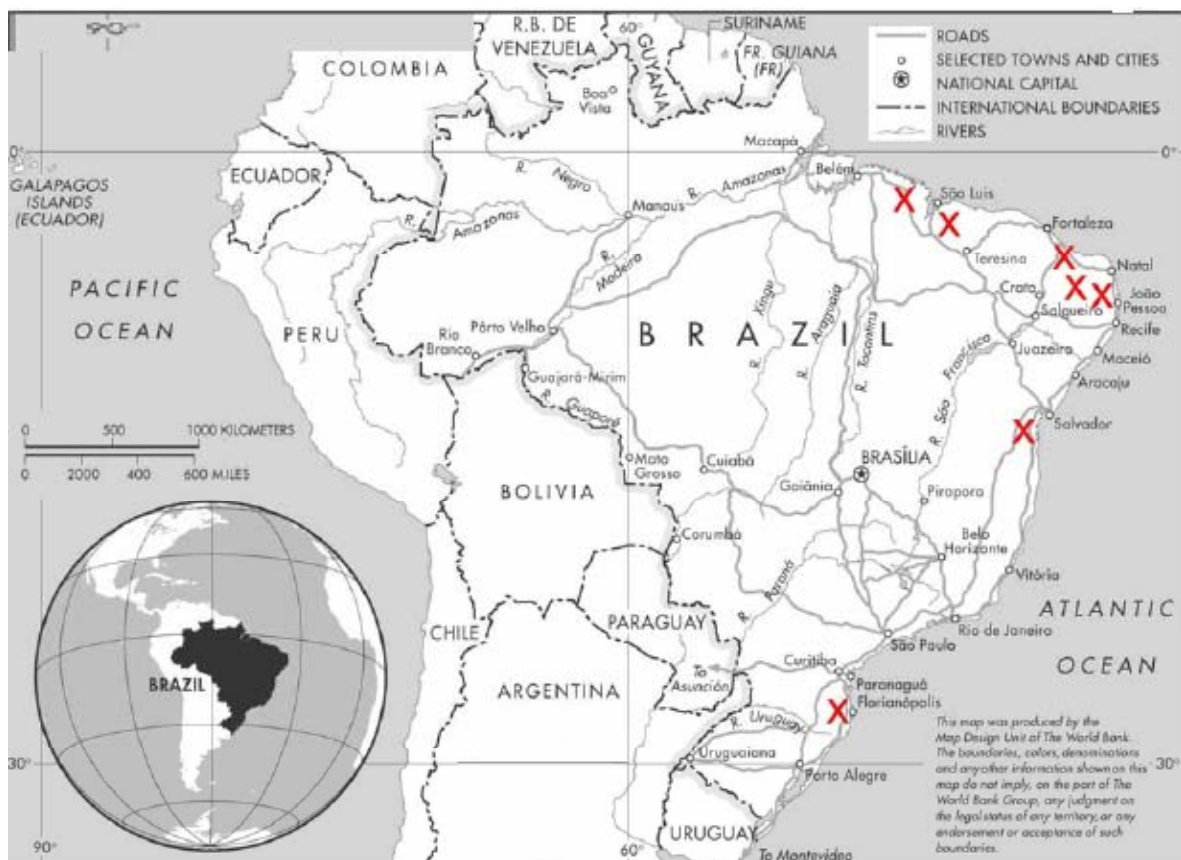 R.B. DE
VENEZUELA
60°
SURINAME
GUYANA
FR. GUIANA
(FR)
COLOMBIA
Boa
Vista
ROADS
SELECTED TOWNS AND CITIES
NATIONAL CAPITAL
INTERNATIONAL BOUNDARIES
RIVERS
0°
0°
Macapá
Belém
ECUADOR
GALAPAGOS
ISLANDS
(ECUADOR)
R. Negro
R. Amazonas
Manaus
R. Amazonas
São Luis
Fortaleza
Teresina
Natal
R. Madeira
R. Xingu
R. Araguaia
R. Tocantins
Crato
João
Pessoa
Salgueiro
Recife
PACIFIC
OCEAN
PERU
BRAZIL
Pôrto Velho
Rio
Branco
Guajará-Mirim
R. Guaporé
R. São Francisco
Juazeiro
Maceió
Aracaju
Salvador
0 500 1000 KILOMETERS
0 2000 400 600 MILES
Mata
Grosso
Cuiabá
BRASÍLIA
Goiânia
Pirapora
BOLIVIA
Corumbá
Belo
Horizonte
Vitória
R. Paraná
PARAGUAY
CHILE
ATLANTIC
OCEAN
Rio de Janeiro
São Paulo
BRAZIL
ARGENTINA
To
Asunción
Curitiba
Paranaguá
Florianópolis
R. Uruguay
Uruguaiana
Porto Alegre
30°
30°
This map was produced by the
Map Design Unit of The World Bank.
The boundaries, colors, denominations
and any other information shown on this
map do not imply, on the part of The
World Bank Group, any judgment on
the legal status of any territory, or any
endorsement or acceptance of such
boundaries.
URUGUAY
90°
60°
To Montevideo